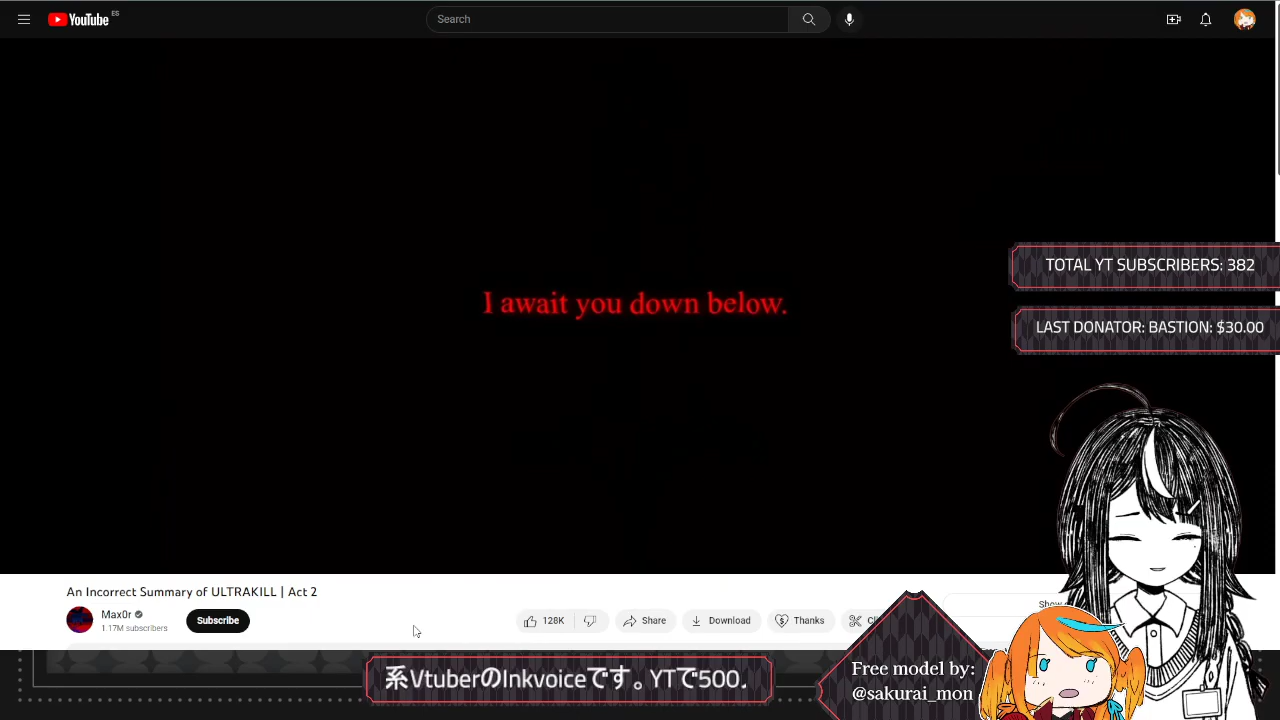 YouTube ES
Search
I await you down below.
TOTAL YT SUBSCRIBERS: 382
LAST DONATOR: BASTION: $30.00
An Incorrect Summary of ULTRAKILL | Act 2
Max0r
1.17M subscribers
Subscribe
128K
Share
Download
Thanks
Show
系VtuberのInkvoiceです。YTで500.
Free model by:
@sakurai_mon